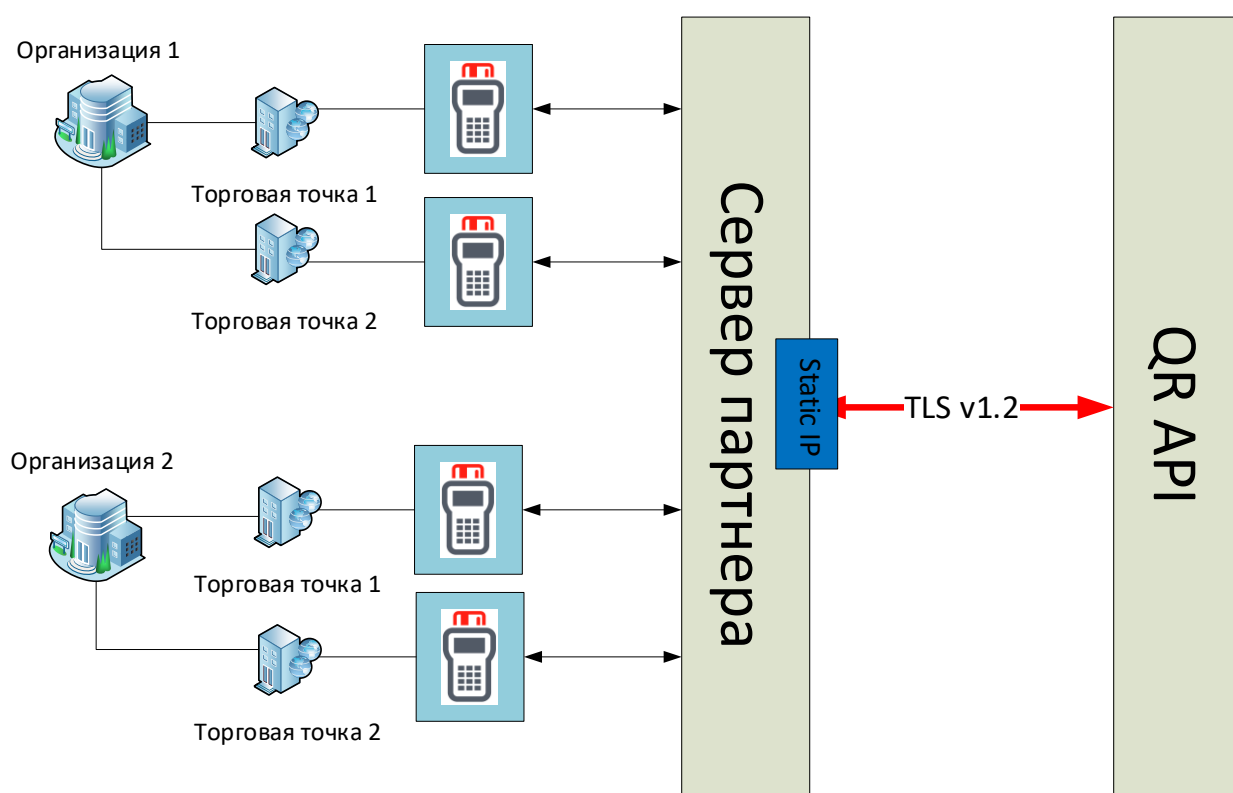 Организация 1
Торговая точка 1
Торговая точка 2
Организация 2
Торговая точка 1
Торговая точка 2
Сервер партнера
Static IP
TLS v1.2
QR API